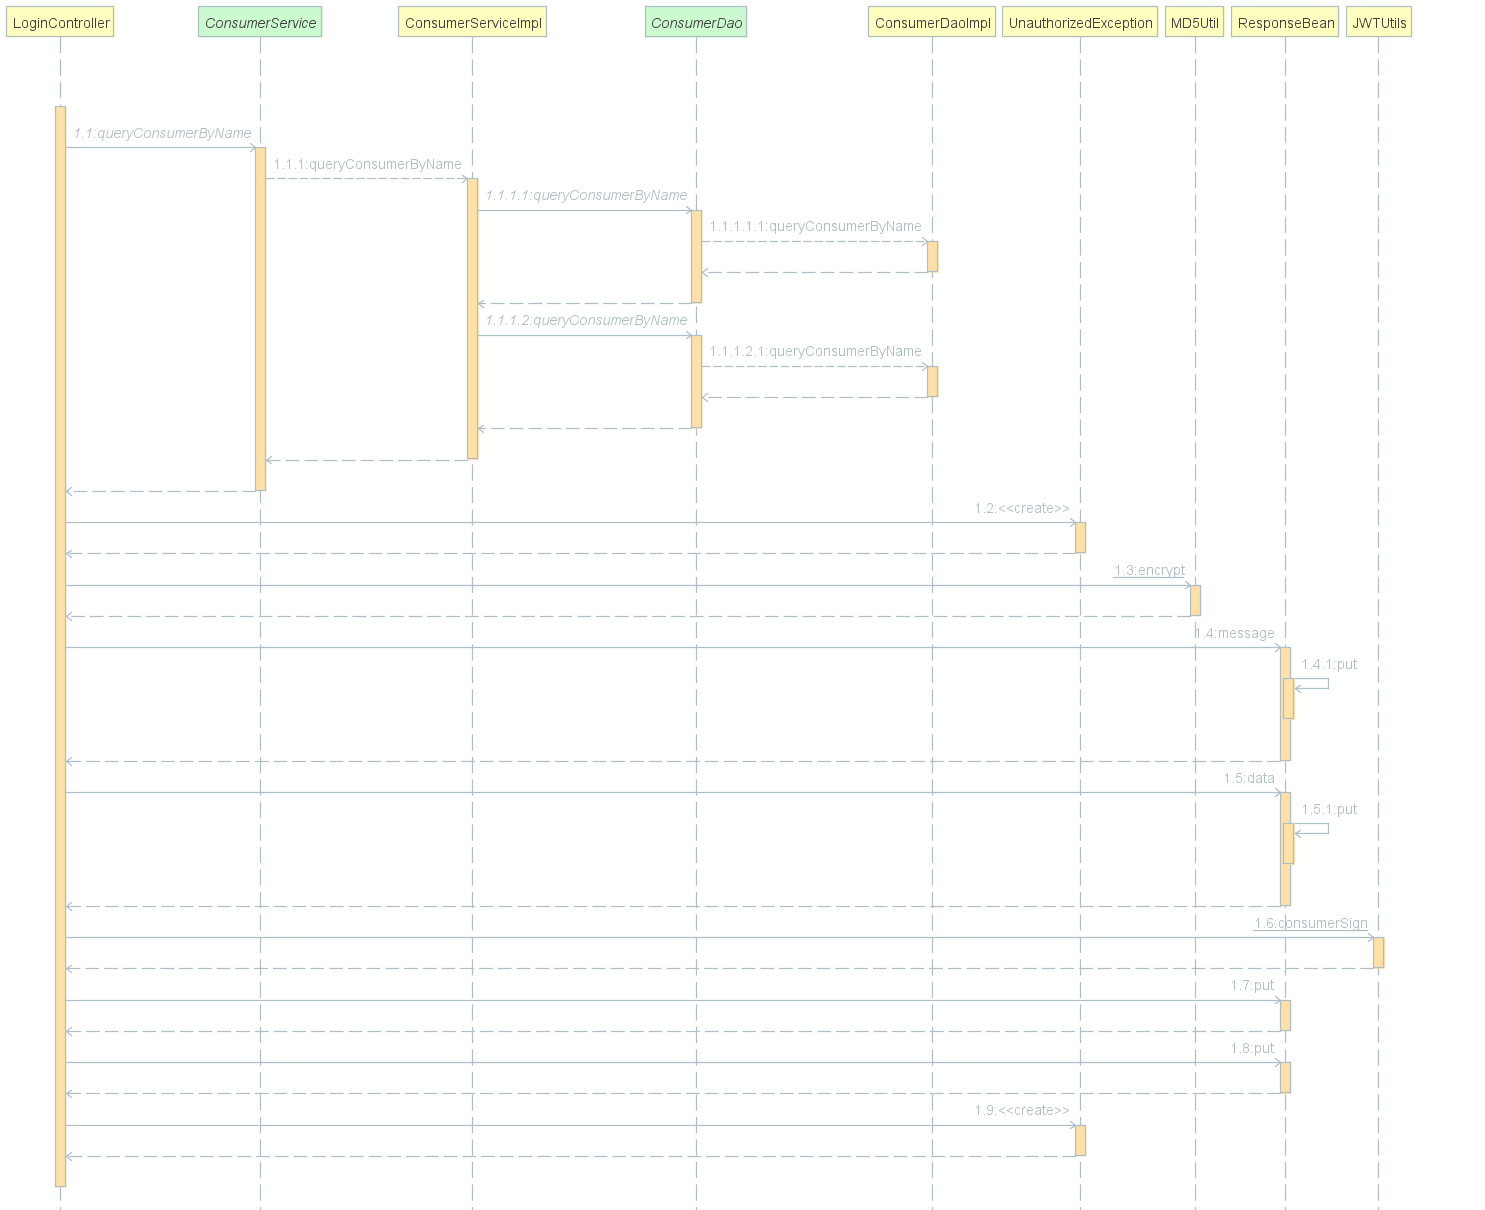 LoginController
ConsumerService
ConsumerServiceImpl
ConsumerDao
ConsumerDaoImpl
UnauthorizedException
MD5Util
ResponseBean
JWTUtils
1.1:queryConsumerByName
1.1.1:queryConsumerByName
1.1.1.1:queryConsumerByName
1.1.1.1.1:queryConsumerByName
1.1.1.2:queryConsumerByName
1.1.1.2.1:queryConsumerByName
1.2:<<create>>
1.3:encrypt
1.4:message
1.4.1:put
1.5:data
1.5.1:put
1.6:consumerSign
1.7:put
1.8:put
1.9:<<create>>